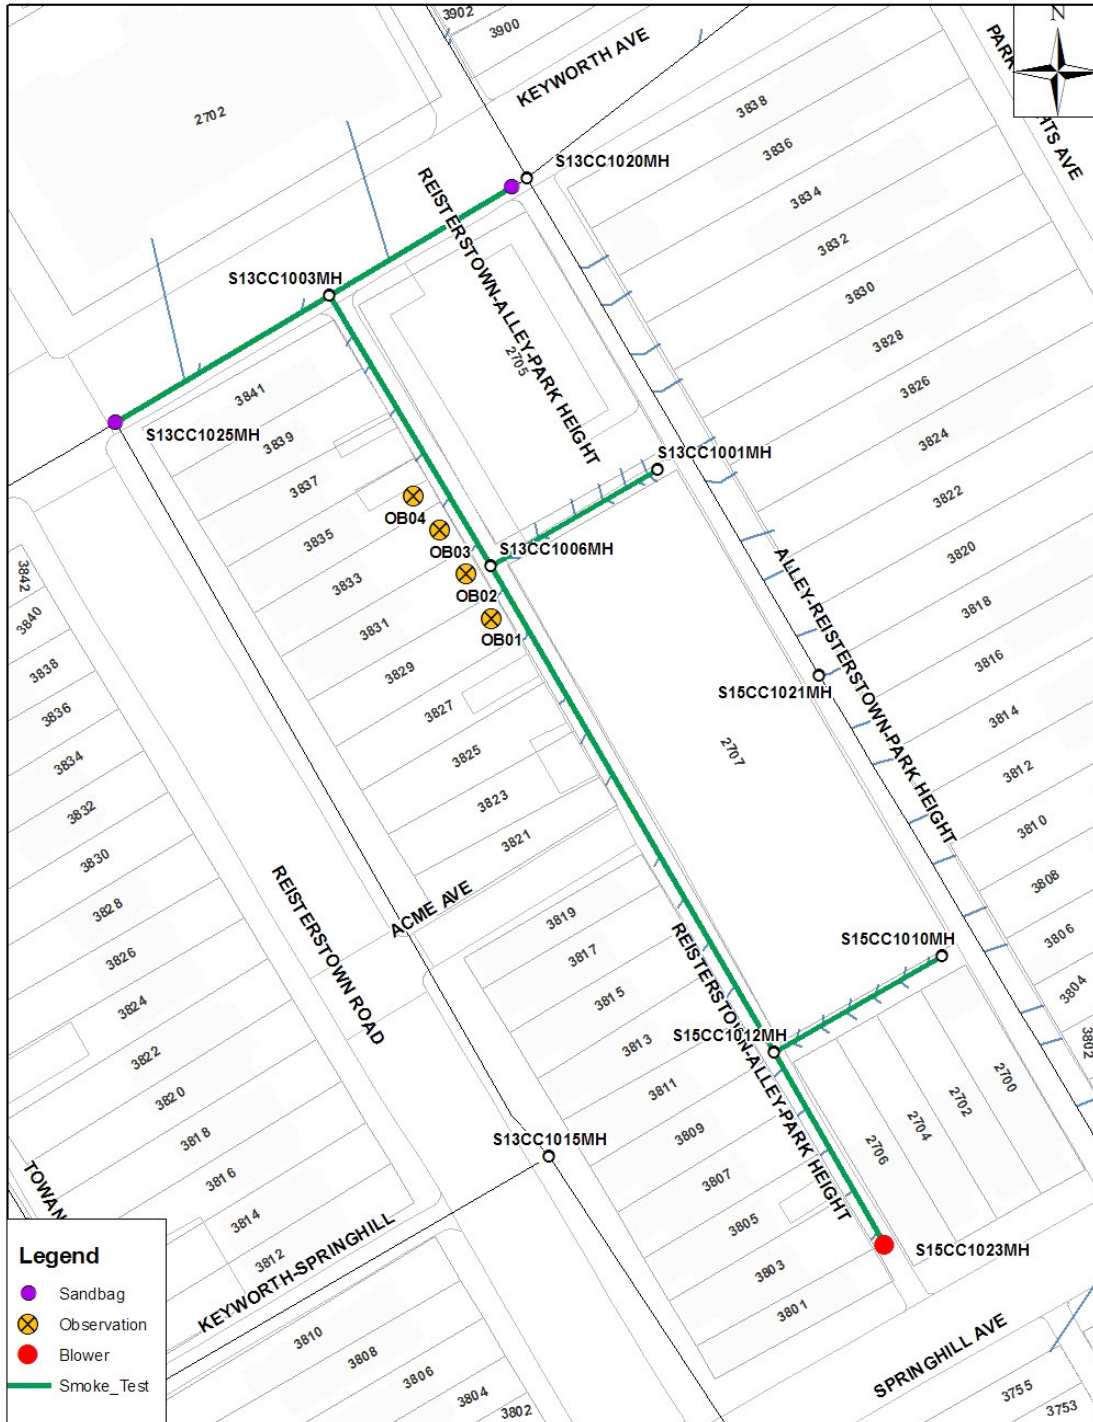 3902
3900
KEYWORTH AVE
N
PARK
HTS AVE
2702
3838
3836
3834
3832
3830
3828
3826
3824
3822
3820
3818
3816
3814
3812
3810
3808
3806
3804
3802
S13CC1020MH
REISTERSTOWN-ALLEY-PARK HEIGHT
S13CC1003MH
2705
S13CC1025MH
3841
3839
3837
3835
3833
3831
3829
3827
3825
3823
3821
S13CC1001MH
OB04
OB03
OB02
OB01
S13CC1006MH
ALLEY-REISTERSTOWN-PARK HEIGHT
S15CC1021MH
2707
3842
3840
3838
3836
3834
3832
3830
3828
3826
3824
3822
3820
3818
3816
3814
3812
REISTERSTOWN ROAD
ACME AVE
3819
3817
3815
3813
3811
3809
3807
3805
3803
3801
REISTERSTOWN-ALLEY-PARK HEIGHT
S15CC1010MH
S15CC1012MH
2700
2702
2704
2706
S13CC1015MH
S15CC1023MH
TOWAN
KEYWORTH-SPRINGHILL
3810
3808
3806
3804
3802
SPRINGHILL AVE
3755
3753
Legend
Sandbag
Observation
Blower
Smoke_Test